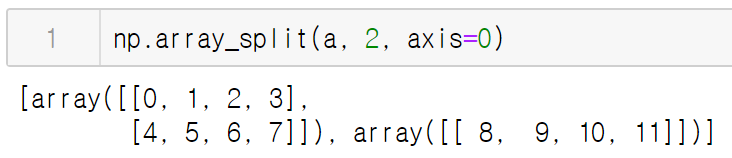 1 np.array_split(a, 2, axis=0)
[array([[0, 1, 2, 3],
[4, 5, 6, 7]]), array([[ 8, 9, 10, 11]])]